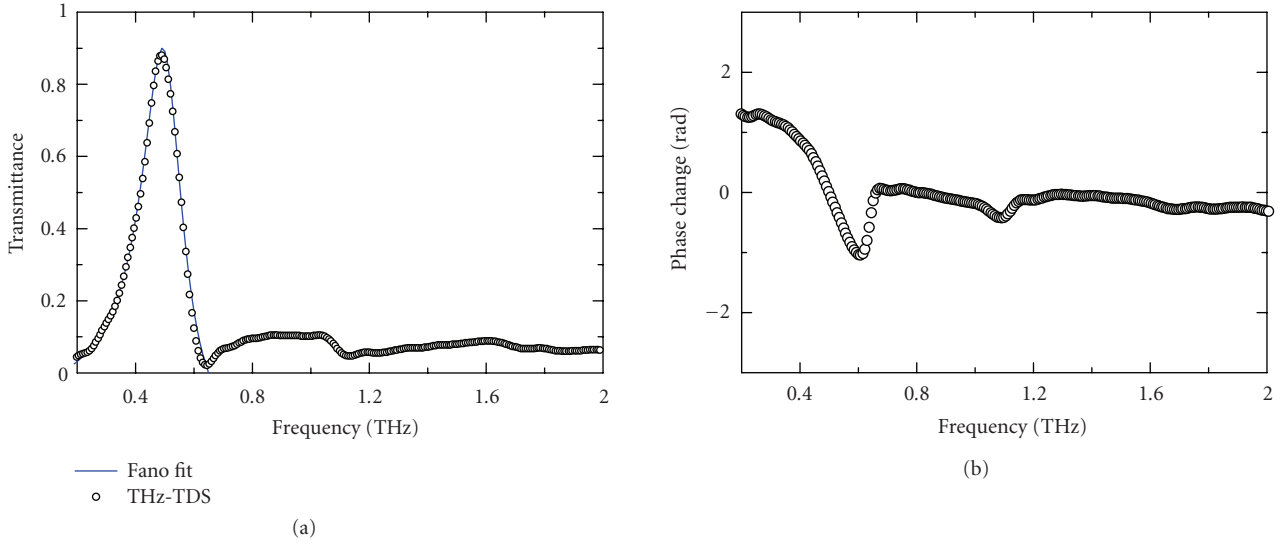 1
0.8
0.6
0.4
0.2
0
Transmittance
0.4 0.8 1.2 1.6 2
Frequency (THz)
Fano fit
THz-TDS
(a)
2
0
−2
Phase change (rad)
0.4 0.8 1.2 1.6 2
Frequency (THz)
(b)